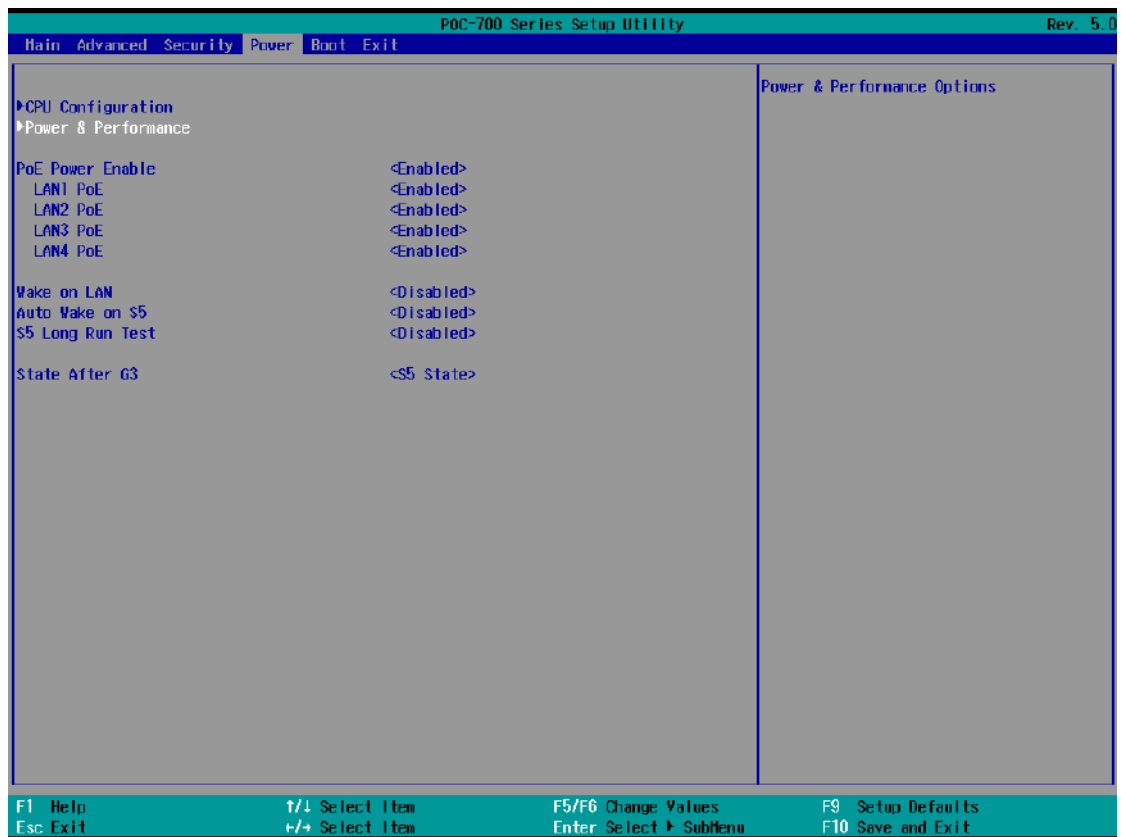 POC-700 Series Setup Utility Rev. 5.0
Main Advanced Security Power Boot Exit
Power & Performance Options
▶CPU Configuration
▶Power & Performance
PoE Power Enable <Enabled>
LAN1 PoE <Enabled>
LAN2 PoE <Enabled>
LAN3 PoE <Enabled>
LAN4 PoE <Enabled>
Wake on LAN <Disabled>
Auto Wake on S5 <Disabled>
S5 Long Run Test <Disabled>
State After G3 <S5 State>
F1 Help ↑/↓ Select Item F5/F6 Change Values F9 Setup Defaults
Esc Exit ←/→ Select Item Enter Select ▶ SubMenu F10 Save and Exit